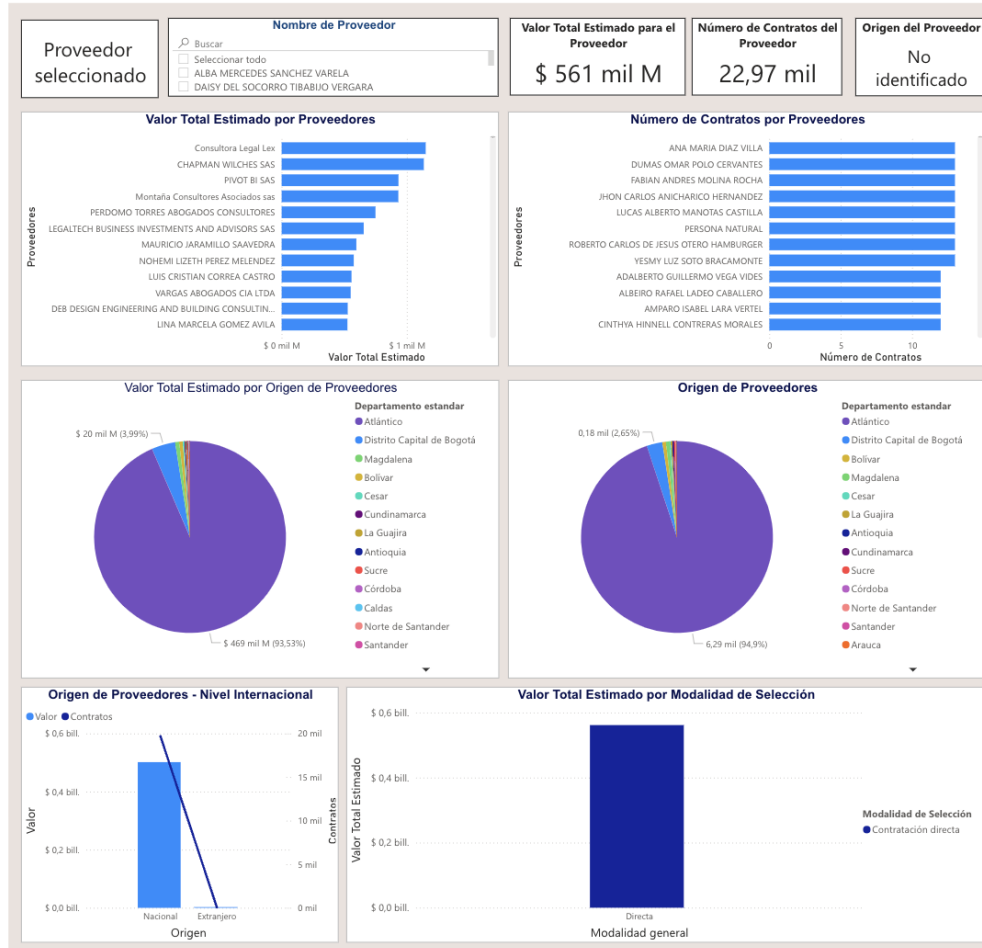 Proveedor
seleccionado
Nombre de Proveedor
Buscar
Seleccionar todo
ALBA MERCEDES SANCHEZ VARELA
DAISY DEL SOCORRO TIBABIJO VERGARA
Valor Total Estimado para el
Proveedor
$ 561 mil M
Número de Contratos del
Proveedor
22,97 mil
Origen del Proveedor
No
identificado
Valor Total Estimado por Proveedores
Proveedores
Consultora Legal Lex
CHAPMAN WILCHES SAS
PIVOT BI SAS
Montaña Consultores Asociados sas
PERDOMO TORRES ABOGADOS CONSULTORES
LEGALTECH BUSINESS INVESTMENTS AND ADVISORS SAS
MAURICIO JARAMILLO SAAVEDRA
NOHEMI LIZETH PEREZ MELENDEZ
LUIS CRISTIAN CORREA CASTRO
VARGAS ABOGADOS CIA LTDA
DEB DESIGN ENGINEERING AND BUILDING CONSULTIN...
LINA MARCELA GOMEZ AVILA
$ 0 mil M $ 1 mil M
Valor Total Estimado
Número de Contratos por Proveedores
Proveedores
ANA MARIA DIAZ VILLA
DUMAS OMAR POLO CERVANTES
FABIAN ANDRES MOLINA ROCHA
JHON CARLOS ANICHARICO HERNANDEZ
LUCAS ALBERTO MANOTAS CASTILLA
PERSONA NATURAL
ROBERTO CARLOS DE JESUS OTERO HAMBURGER
YESMY LUZ SOTO BRACAMONTE
ADALBERTO GUILLERMO VEGA VIDES
ALBEIRO RAFAEL LADEO CABALLERO
AMPARO ISABEL LARA VERTEL
CINTHYA HINNELL CONTRERAS MORALES
0 5 10
Número de Contratos
Valor Total Estimado por Origen de Proveedores
$ 20 mil M (3,99%)
$ 469 mil M (93,53%)
Departamento estandar
Atlántico
Distrito Capital de Bogotá
Magdalena
Bolívar
Cesar
Cundinamarca
La Guajira
Antioquia
Sucre
Córdoba
Caldas
Norte de Santander
Santander
Origen de Proveedores
0,18 mil (2,65%)
6,29 mil (94,9%)
Departamento estandar
Atlántico
Distrito Capital de Bogotá
Bolívar
Magdalena
Cesar
La Guajira
Antioquia
Cundinamarca
Sucre
Córdoba
Norte de Santander
Santander
Arauca
Origen de Proveedores - Nivel Internacional
Valor Contratos
Valor
$ 0,6 bill.
$ 0,4 bill.
$ 0,2 bill.
$ 0,0 bill.
20 mil
15 mil
10 mil
5 mil
0 mil
Contratos
Nacional Extranjero
Origen
Valor Total Estimado por Modalidad de Selección
Valor Total Estimado
$ 0,6 bill.
$ 0,4 bill.
$ 0,2 bill.
$ 0,0 bill.
Directa
Modalidad general
Modalidad de Selección
Contratación directa